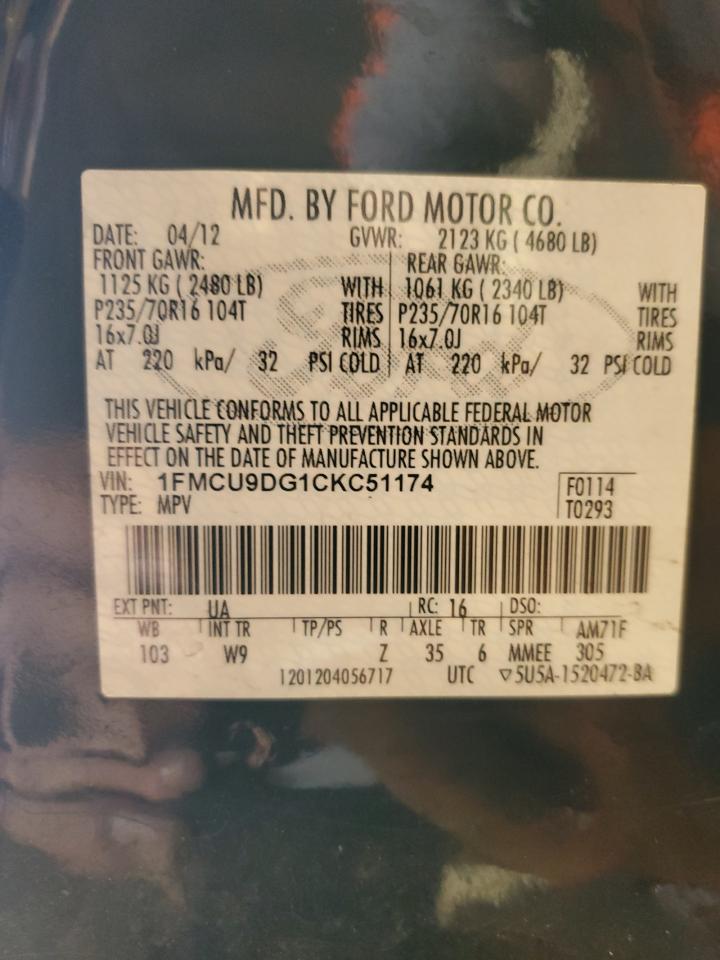 MFD. BY FORD MOTOR CO.
DATE: 04/12 GVWR: 2123 KG ( 4680 LB)
FRONT GAWR: REAR GAWR:
1125 KG ( 2480 LB) WITH 1061 KG ( 2340 LB) WITH
P235/70R16 104T TIRES P235/70R16 104T TIRES
16x7.0J RIMS 16x7.0J RIMS
AT 220 kPa/ 32 PSI COLD AT 220 kPa/ 32 PSI COLD
THIS VEHICLE CONFORMS TO ALL APPLICABLE FEDERAL MOTOR
VEHICLE SAFETY AND THEFT PREVENTION STANDARDS IN
EFFECT ON THE DATE OF MANUFACTURE SHOWN ABOVE.
VIN: 1FMCU9DG1CKC51174 F0114
TYPE: MPV T0293
EXT PNT: UA RC: 16 DSO:
WB INT TR TP/PS R AXLE TR SPR AM71F
103 W9 Z 35 6 MMEE 305
1201204056717 UTC ▽5U5A-1520472-BA